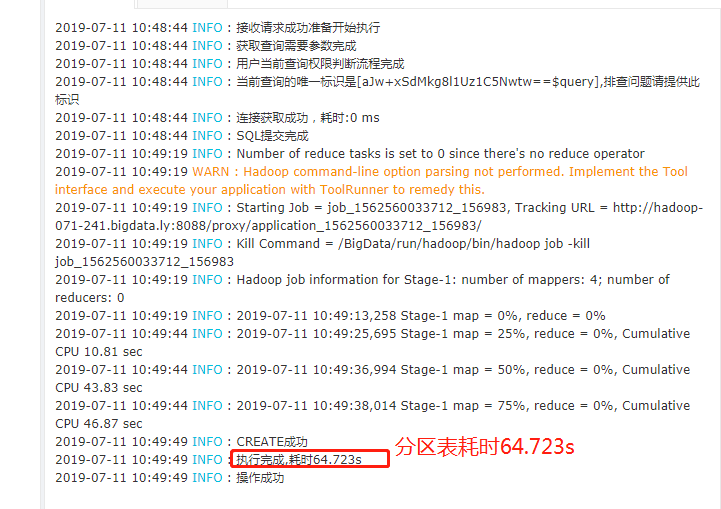 2019-07-11 10:48:44 INFO : 接收请求成功准备开始执行
2019-07-11 10:48:44 INFO : 获取查询需要参数完成
2019-07-11 10:48:44 INFO : 用户当前查询权限判断流程完成
2019-07-11 10:48:44 INFO : 当前查询的唯一标识是[aJw+xSdMkg8l1Uz1C5Nwtw==$query],排查问题请提供此
标识
2019-07-11 10:48:44 INFO : 连接获取成功，耗时:0 ms
2019-07-11 10:48:44 INFO : SQL提交完成
2019-07-11 10:49:19 INFO : Number of reduce tasks is set to 0 since there's no reduce operator
2019-07-11 10:49:19 WARN : Hadoop command-line option parsing not performed. Implement the Tool
interface and execute your application with ToolRunner to remedy this.
2019-07-11 10:49:19 INFO : Starting Job = job_1562560033712_156983, Tracking URL = http://hadoop-
071-241.bigdata.ly:8088/proxy/application_1562560033712_156983/
2019-07-11 10:49:19 INFO : Kill Command = /BigData/run/hadoop/bin/hadoop job -kill
job_1562560033712_156983
2019-07-11 10:49:19 INFO : Hadoop job information for Stage-1: number of mappers: 4; number of
reducers: 0
2019-07-11 10:49:19 INFO : 2019-07-11 10:49:13,258 Stage-1 map = 0%, reduce = 0%
2019-07-11 10:49:44 INFO : 2019-07-11 10:49:25,695 Stage-1 map = 25%, reduce = 0%, Cumulative
CPU 10.81 sec
2019-07-11 10:49:44 INFO : 2019-07-11 10:49:36,994 Stage-1 map = 50%, reduce = 0%, Cumulative
CPU 43.83 sec
2019-07-11 10:49:44 INFO : 2019-07-11 10:49:38,014 Stage-1 map = 75%, reduce = 0%, Cumulative
CPU 46.87 sec
2019-07-11 10:49:49 INFO : CREATE成功
2019-07-11 10:49:49 INFO : 执行完成,耗时64.723s
分区表耗时64.723s
2019-07-11 10:49:49 INFO : 操作成功